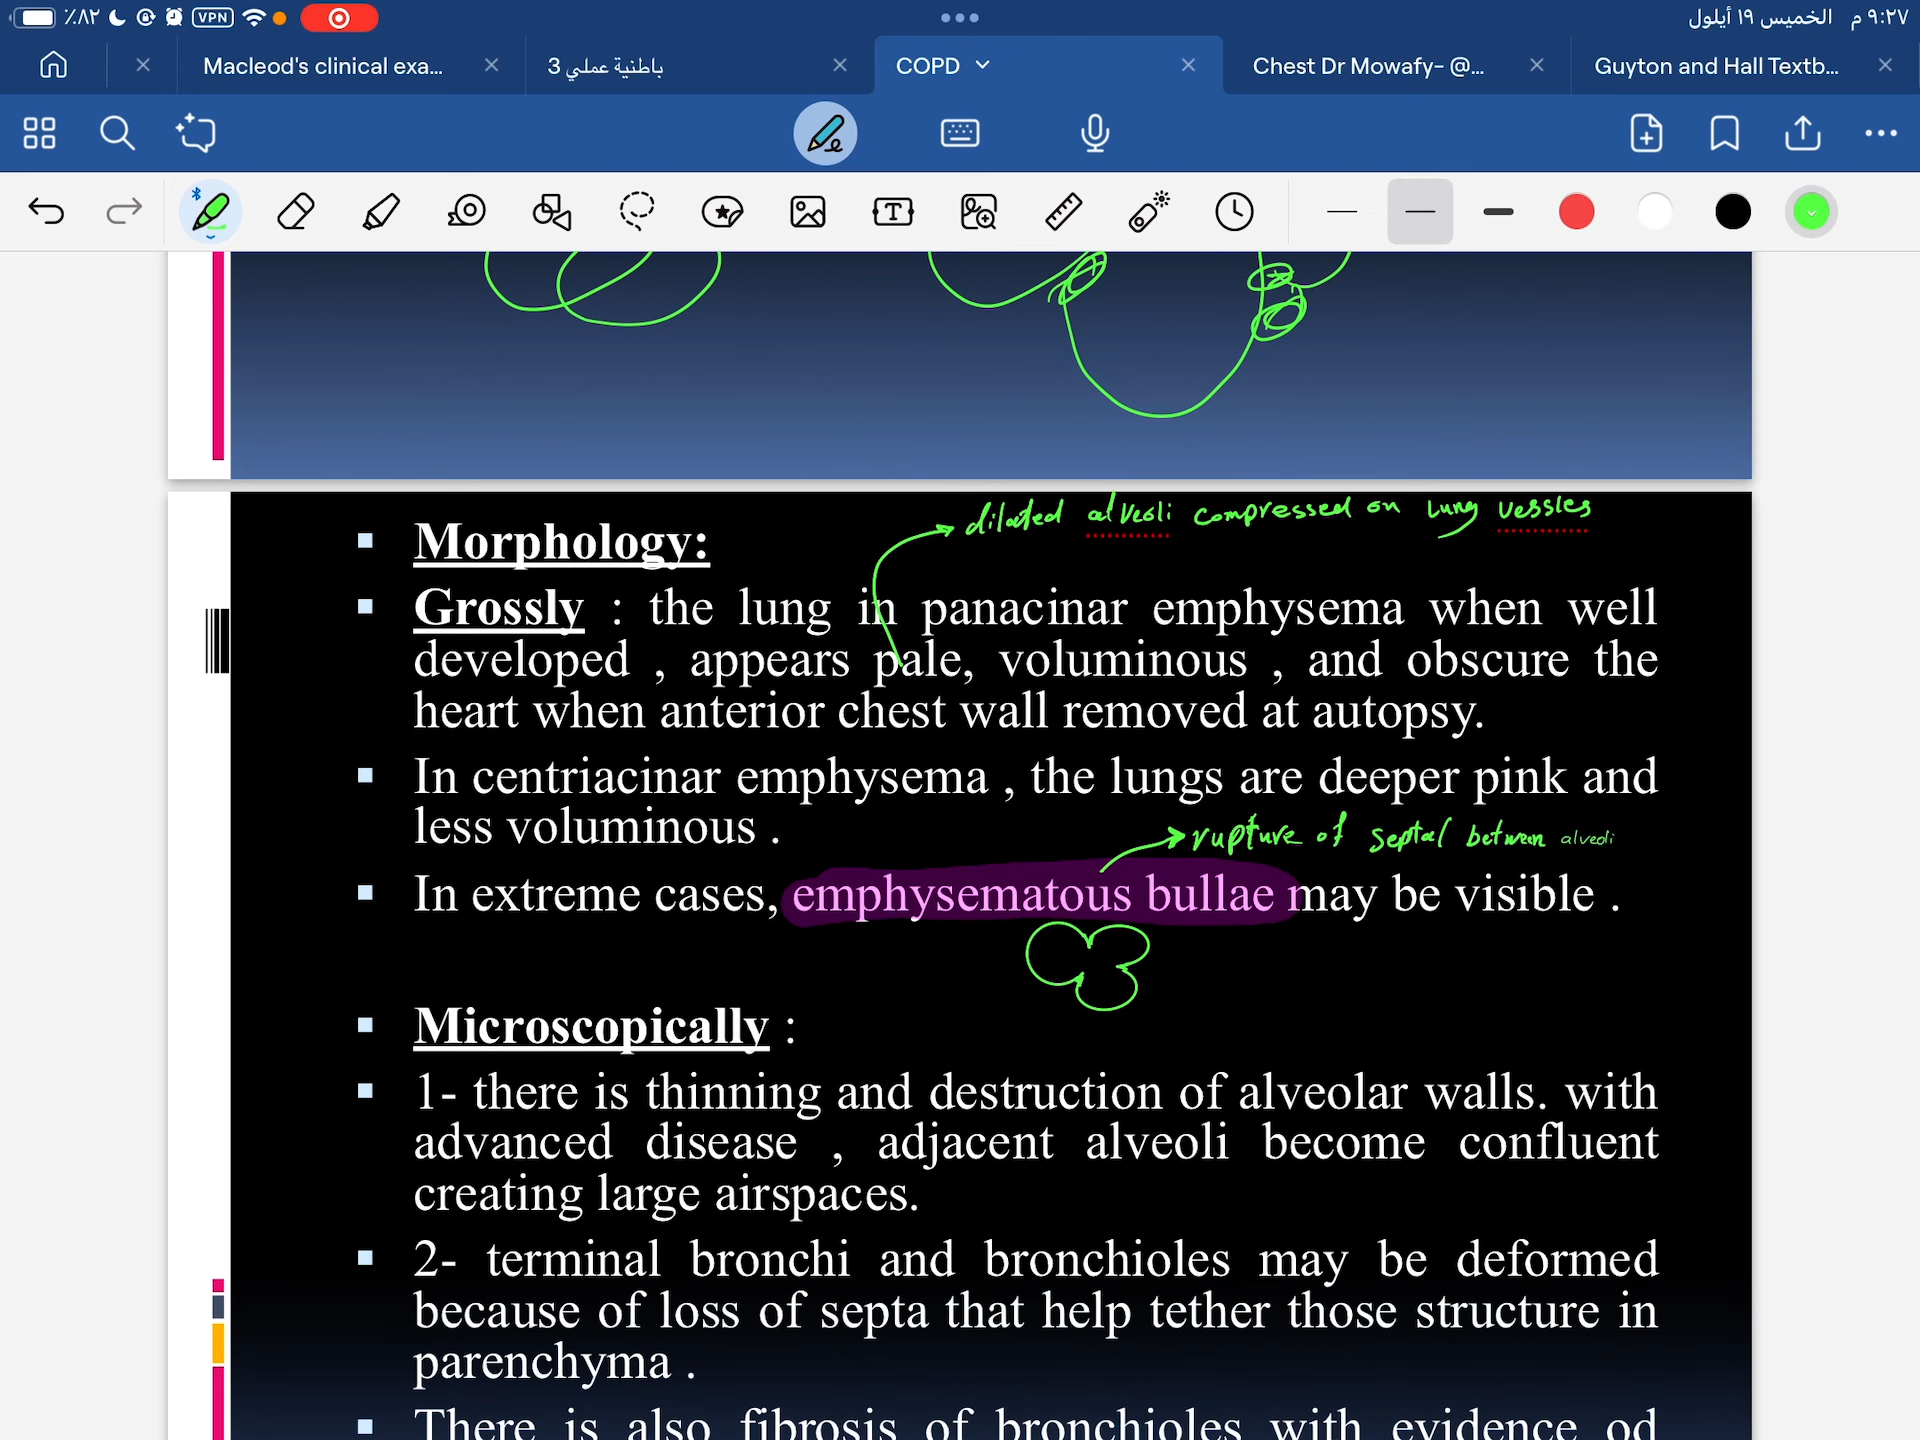 ٪٨٢ VPN الخميس ١٩ أيلول ٩:٢٧ م
Macleod's clinical exa... باطنية عملي 3 COPD Chest Dr Mowafy- @... Guyton and Hall Textb...
dilated alveoli compressed on lung vessles
Morphology:
Grossly : the lung in panacinar emphysema when well
developed , appears pale, voluminous , and obscure the
heart when anterior chest wall removed at autopsy.
In centriacinar emphysema , the lungs are deeper pink and
less voluminous .
rupture of septal between alveoli
In extreme cases, emphysematous bullae may be visible .
Microscopically :
1- there is thinning and destruction of alveolar walls. with
advanced disease , adjacent alveoli become confluent
creating large airspaces.
2- terminal bronchi and bronchioles may be deformed
because of loss of septa that help tether those structure in
parenchyma .
There is also fibrosis of bronchioles with evidence od